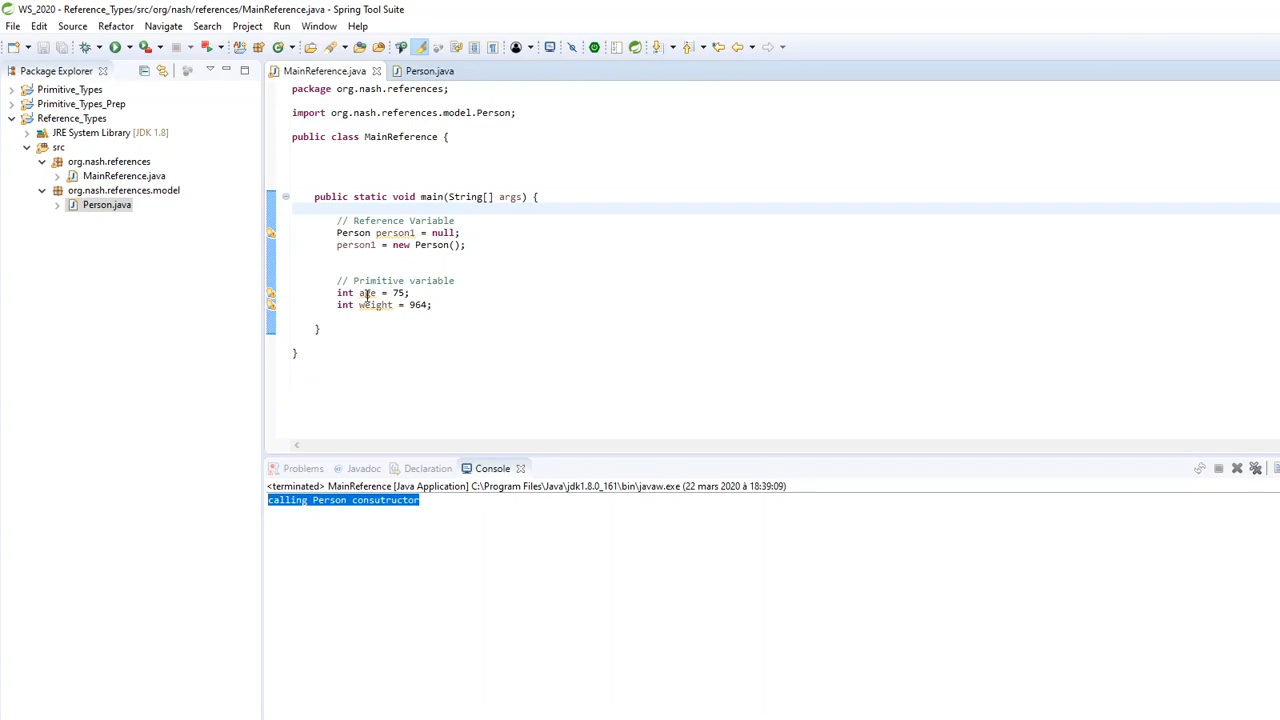 WS_2020 - Reference_Types/src/org/nash/references/MainReference.java - Spring Tool Suite
File Edit Source Refactor Navigate Search Project Run Window Help
Package Explorer
Primitive_Types
Primitive_Types_Prep
Reference_Types
JRE System Library [JDK 1.8]
src
org.nash.references
MainReference.java
org.nash.references.model
Person.java
MainReference.java Person.java
package org.nash.references;
import org.nash.references.model.Person;
public class MainReference {
public static void main(String[] args) {
// Reference Variable
Person person1 = null;
person1 = new Person();
// Primitive variable
int age = 75;
int weight = 964;
}
}
Problems Javadoc Declaration Console
<terminated> MainReference [Java Application] C:\Program Files\Java\jdk1.8.0_161\bin\javaw.exe (22 mars 2020 à 18:39:09)
calling Person consutructor